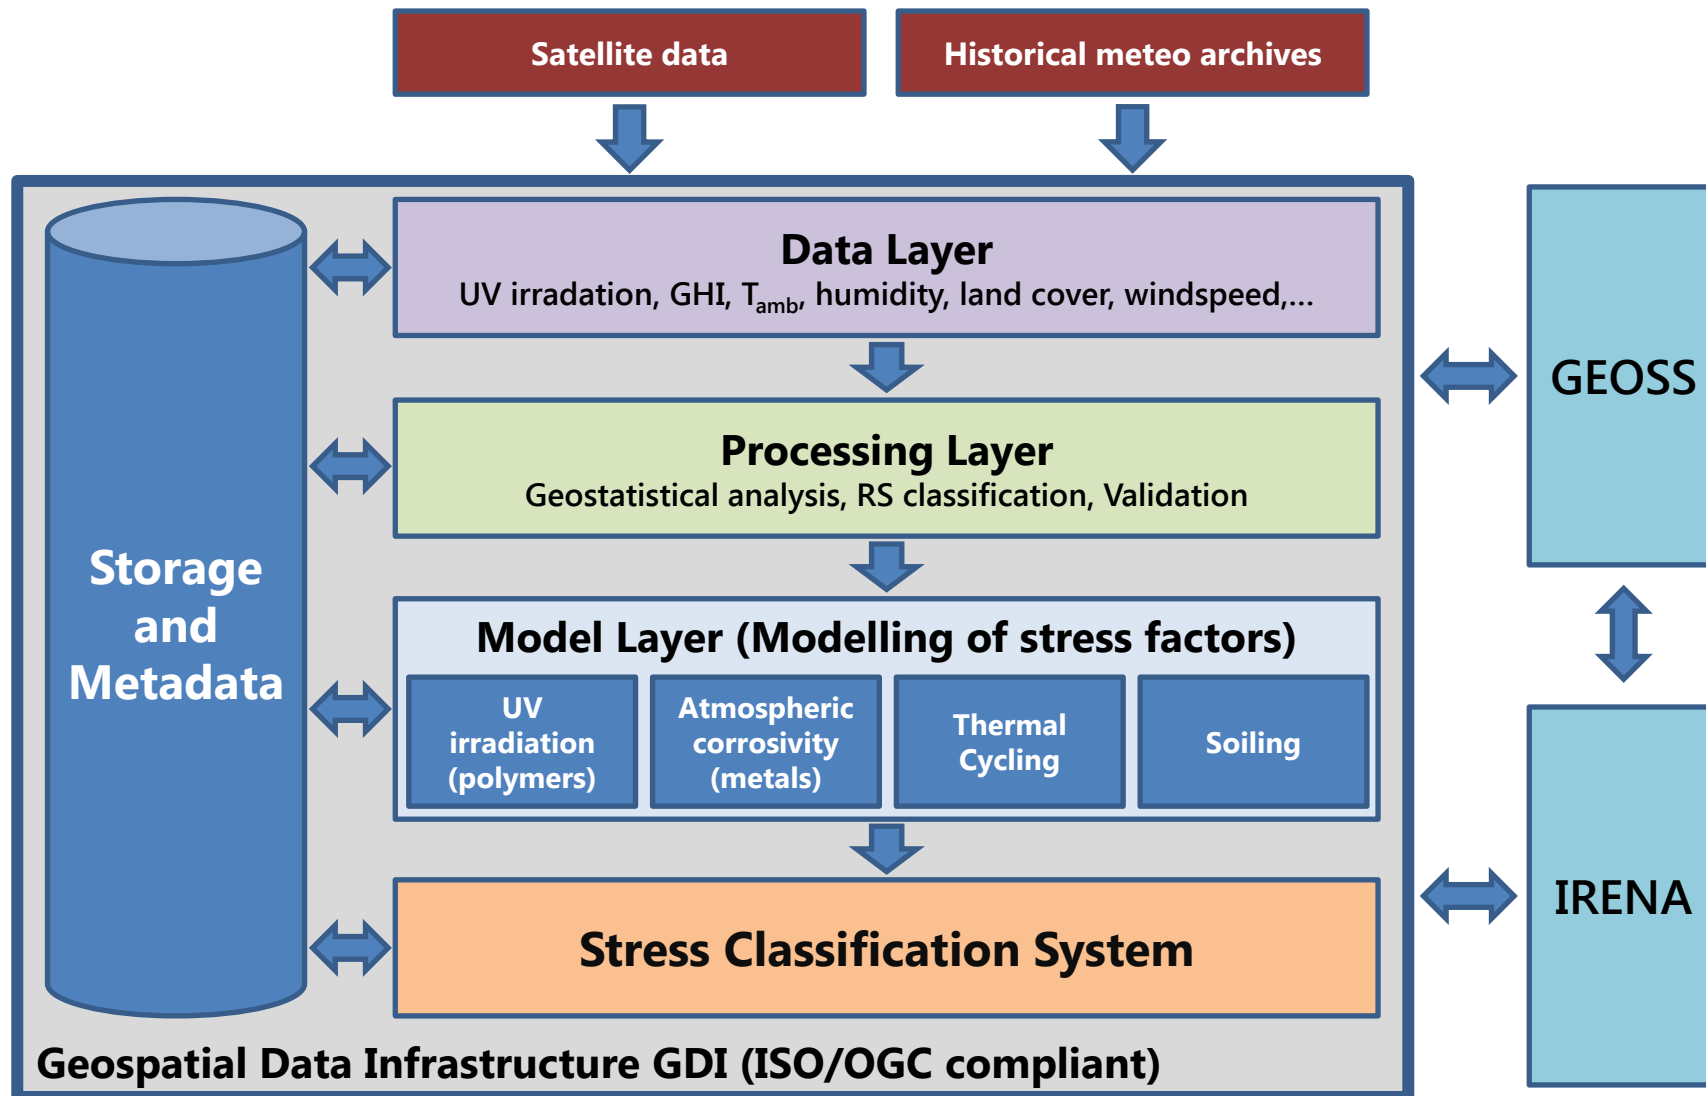 Satellite data
Historical meteo archives
Data Layer
UV irradation, GHI, Tamb, humidity, land cover, windspeed,...
Processing Layer
Geostatistical analysis, RS classification, Validation
Storage
and
Metadata
Model Layer (Modelling of stress factors)
UV
irradiation
(polymers)
Atmospheric
corrosivity
(metals)
Thermal
Cycling
Soiling
Stress Classification System
Geospatial Data Infrastructure GDI (ISO/OGC compliant)
GEOSS
IRENA